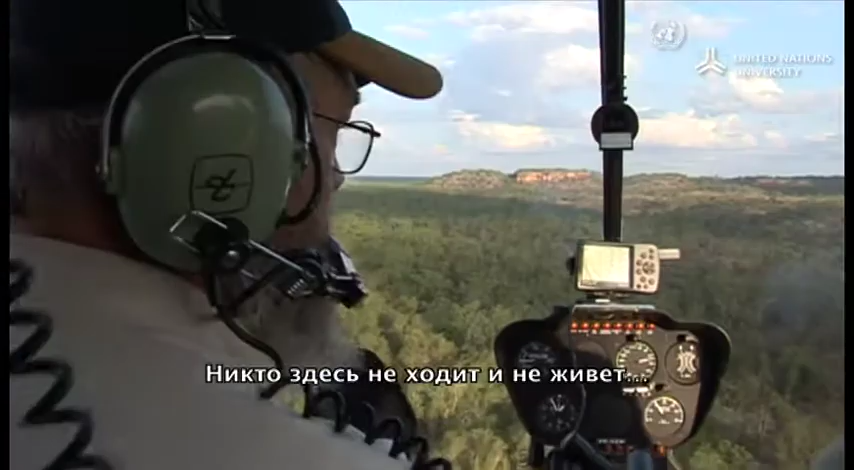 UNITED NATIONS
UNIVERSITY
Никто здесь не ходит и не живет...